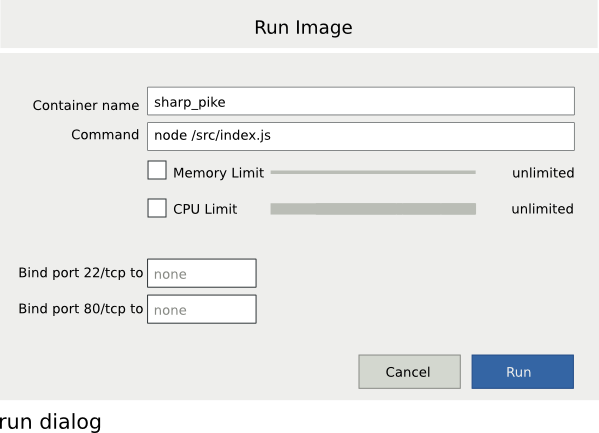 Run Image
Container name sharp_pike
Command node /src/index.js
Memory Limit unlimited
CPU Limit unlimited
Bind port 22/tcp to none
Bind port 80/tcp to none
Cancel Run
run dialog